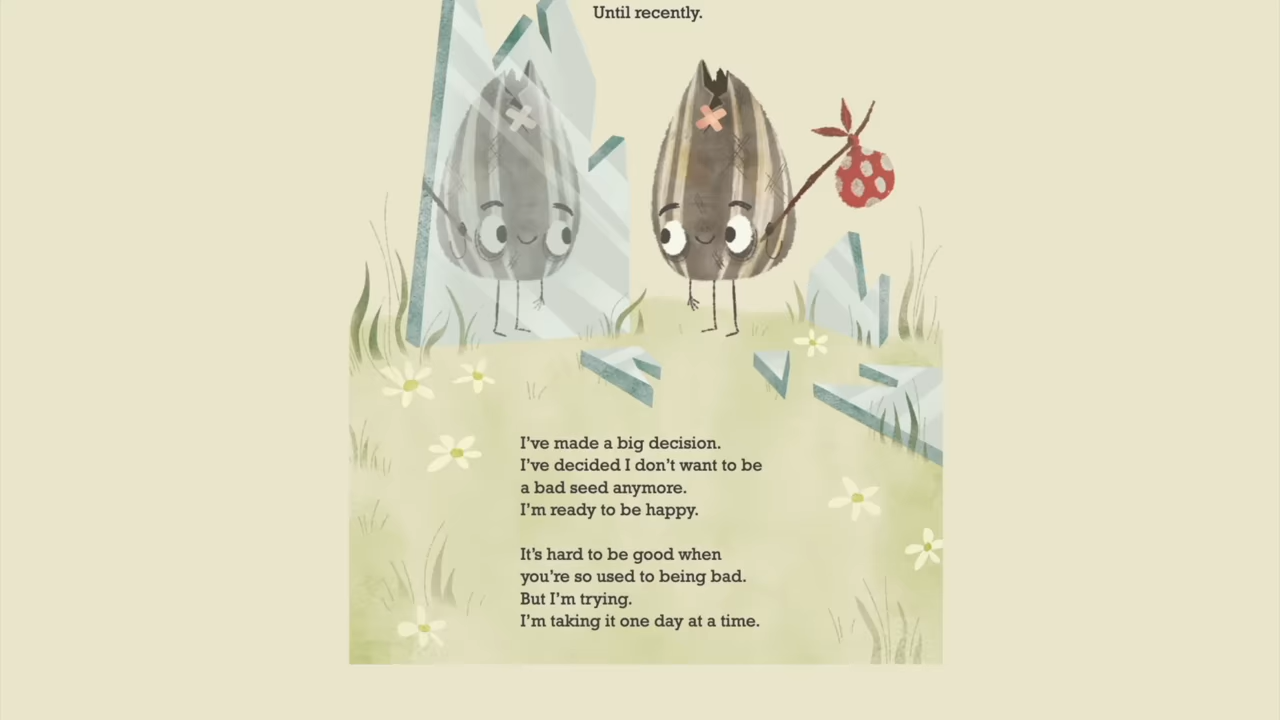 Until recently.
I've made a big decision.
I've decided I don't want to be
a bad seed anymore.
I'm ready to be happy.
It's hard to be good when
you're so used to being bad.
But I'm trying.
I'm taking it one day at a time.